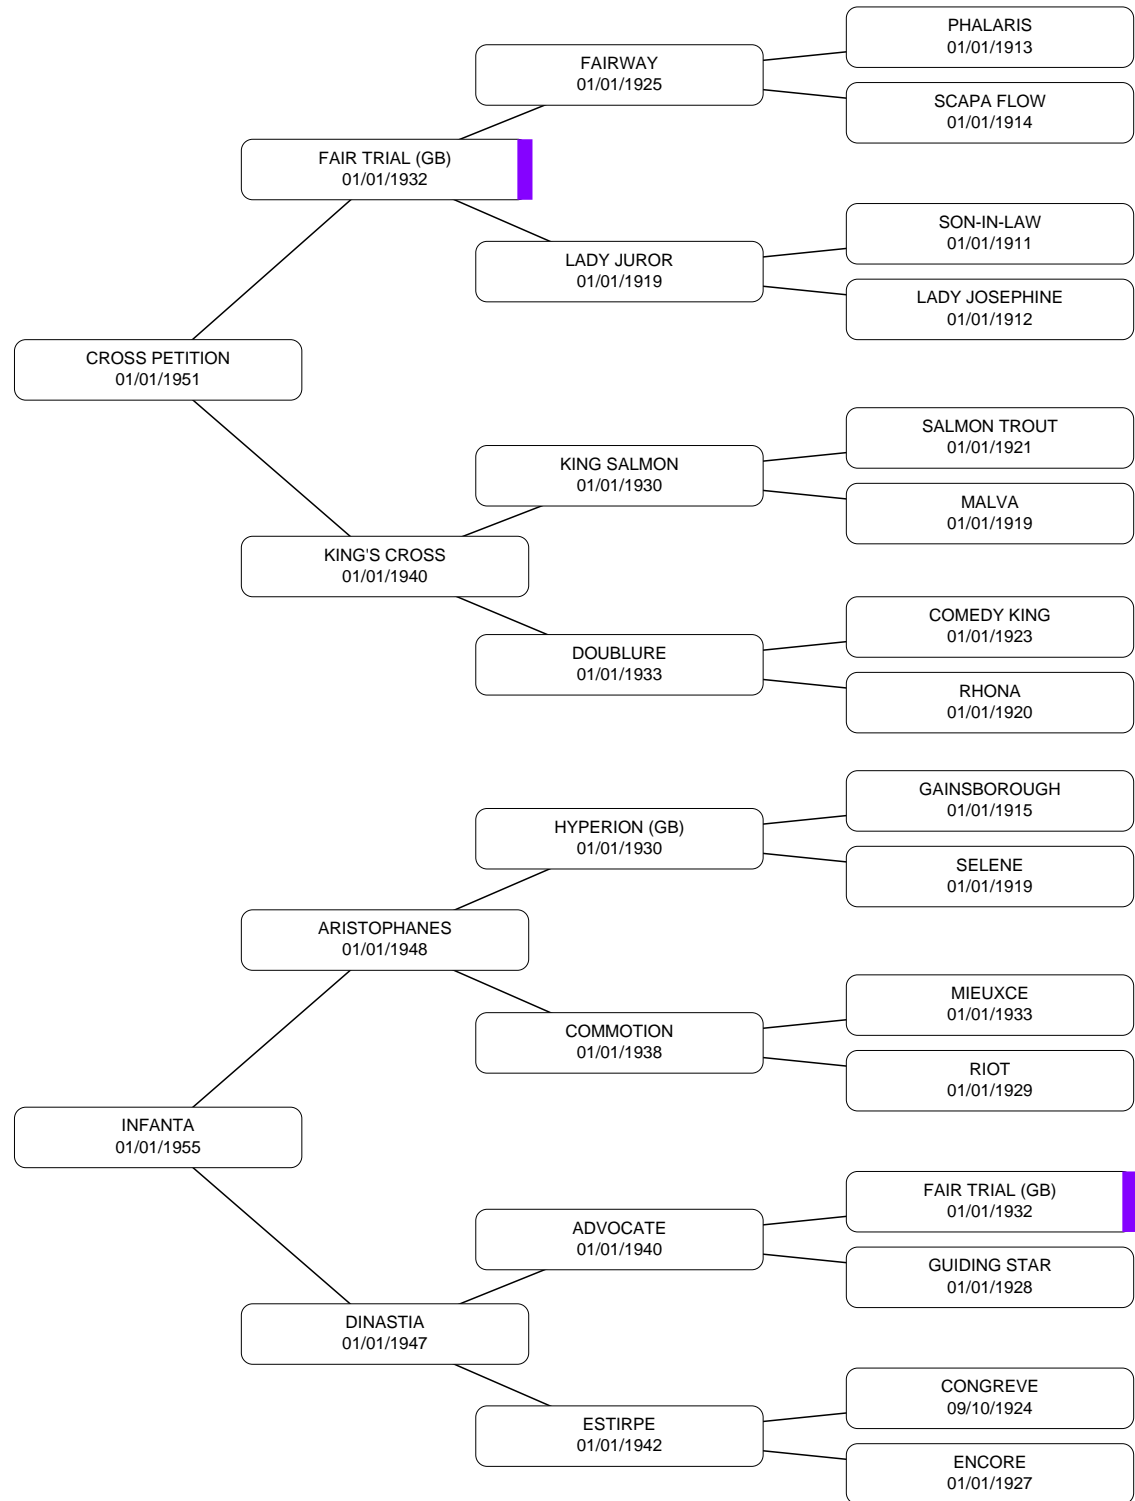 PHALARIS
01/01/1913
FAIRWAY
01/01/1925
SCAPA FLOW
01/01/1914
FAIR TRIAL (GB)
01/01/1932
SON-IN-LAW
01/01/1911
LADY JUROR
01/01/1919
LADY JOSEPHINE
01/01/1912
CROSS PETITION
01/01/1951
SALMON TROUT
01/01/1921
KING SALMON
01/01/1930
MALVA
01/01/1919
KING'S CROSS
01/01/1940
COMEDY KING
01/01/1923
DOUBLURE
01/01/1933
RHONA
01/01/1920
GAINSBOROUGH
01/01/1915
HYPERION (GB)
01/01/1930
SELENE
01/01/1919
ARISTOPHANES
01/01/1948
MIEUXCE
01/01/1933
COMMOTION
01/01/1938
RIOT
01/01/1929
INFANTA
01/01/1955
FAIR TRIAL (GB)
01/01/1932
ADVOCATE
01/01/1940
GUIDING STAR
01/01/1928
DINASTIA
01/01/1947
CONGREVE
09/10/1924
ESTIRPE
01/01/1942
ENCORE
01/01/1927